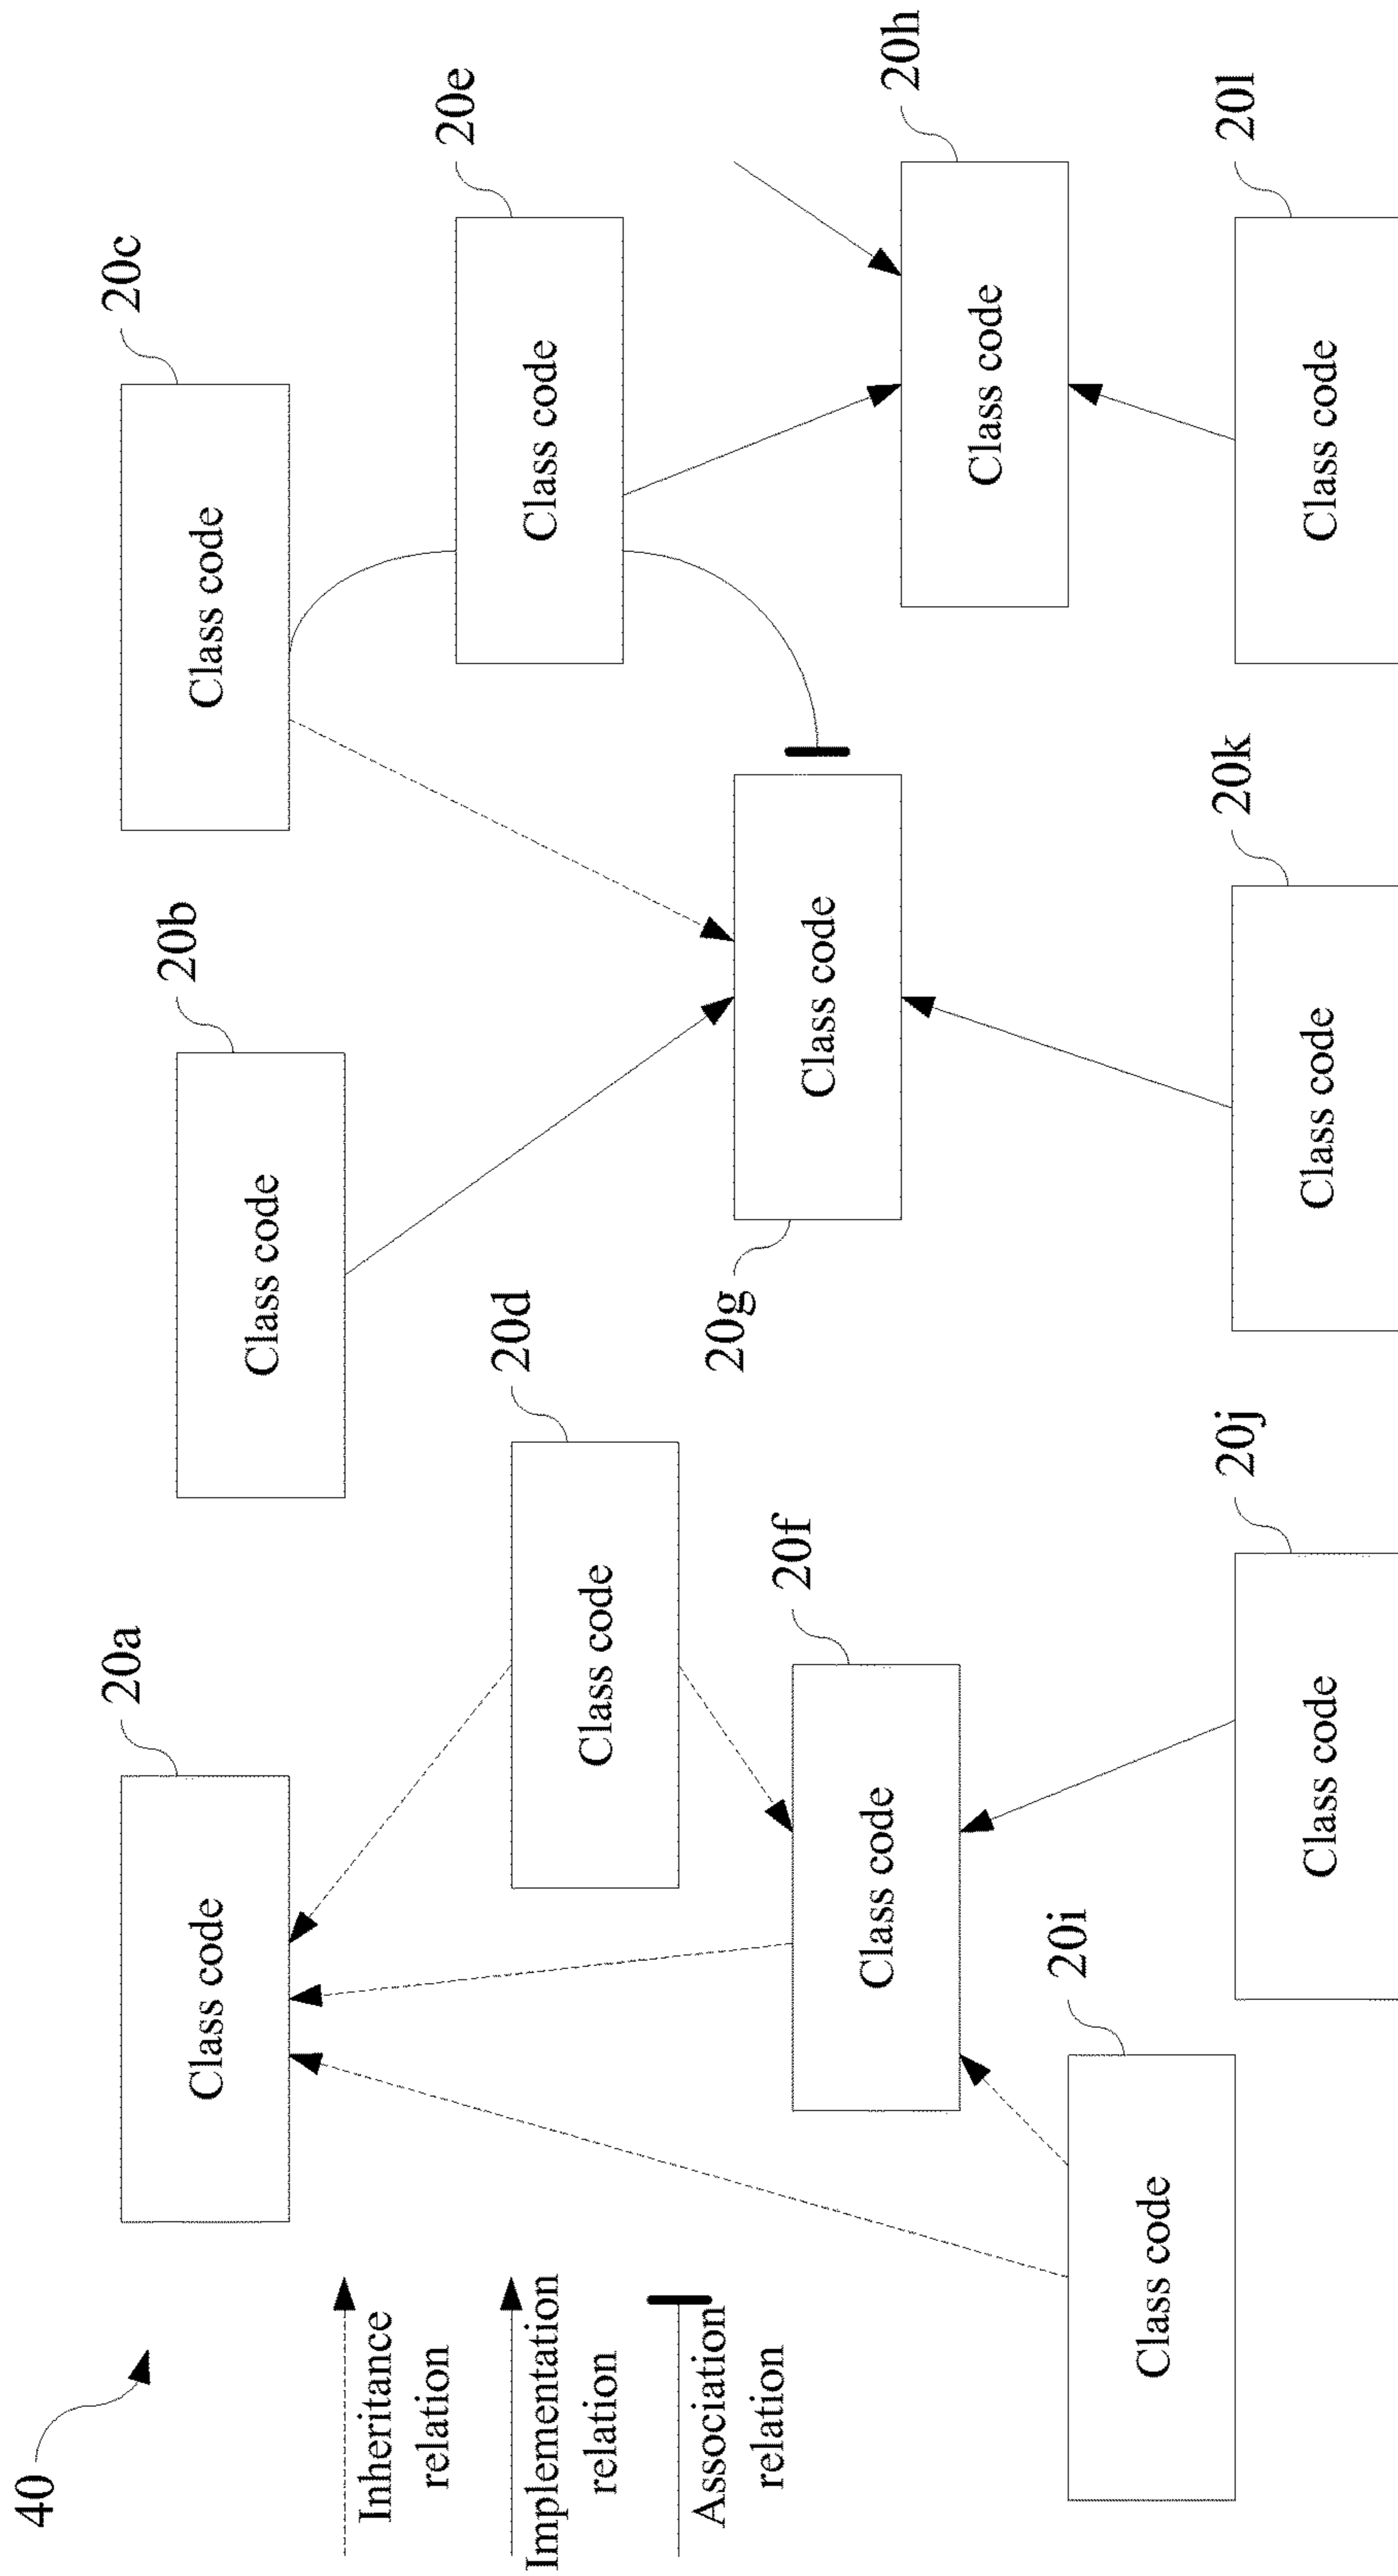 40
Inheritance
relation
Implementation
relation
Association
relation
20a
Class code
20b
Class code
20c
Class code
20d
Class code
20e
Class code
20f
Class code
20g
Class code
20h
Class code
20i
Class code
20j
Class code
20k
Class code
20l
Class code